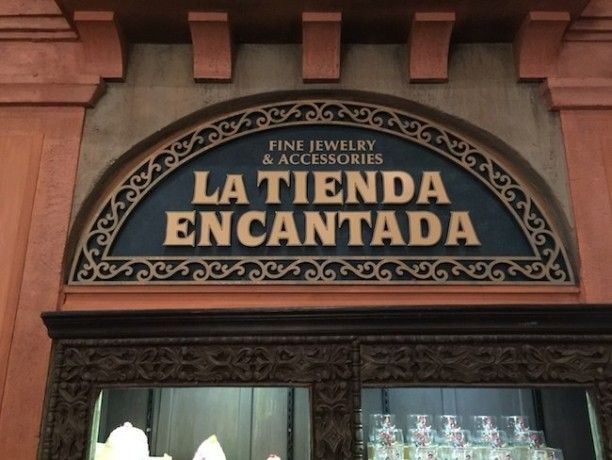 FINE JEWELRY
& ACCESSORIES
LA TIENDA
ENCANTADA